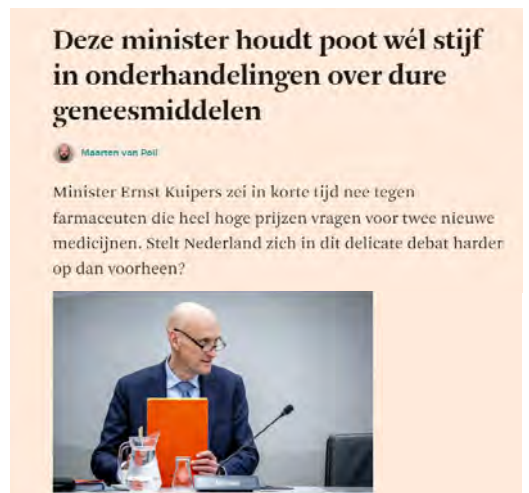 Deze minister houdt poot wél stijf
in onderhandelingen over dure
geneesmiddelen
Maarten van Poll
Minister Ernst Kuipers zei in korte tijd nee tegen
farmaceuten die heel hoge prijzen vragen voor twee nieuwe
medicijnen. Stelt Nederland zich in dit delicate debat harder
op dan voorheen?